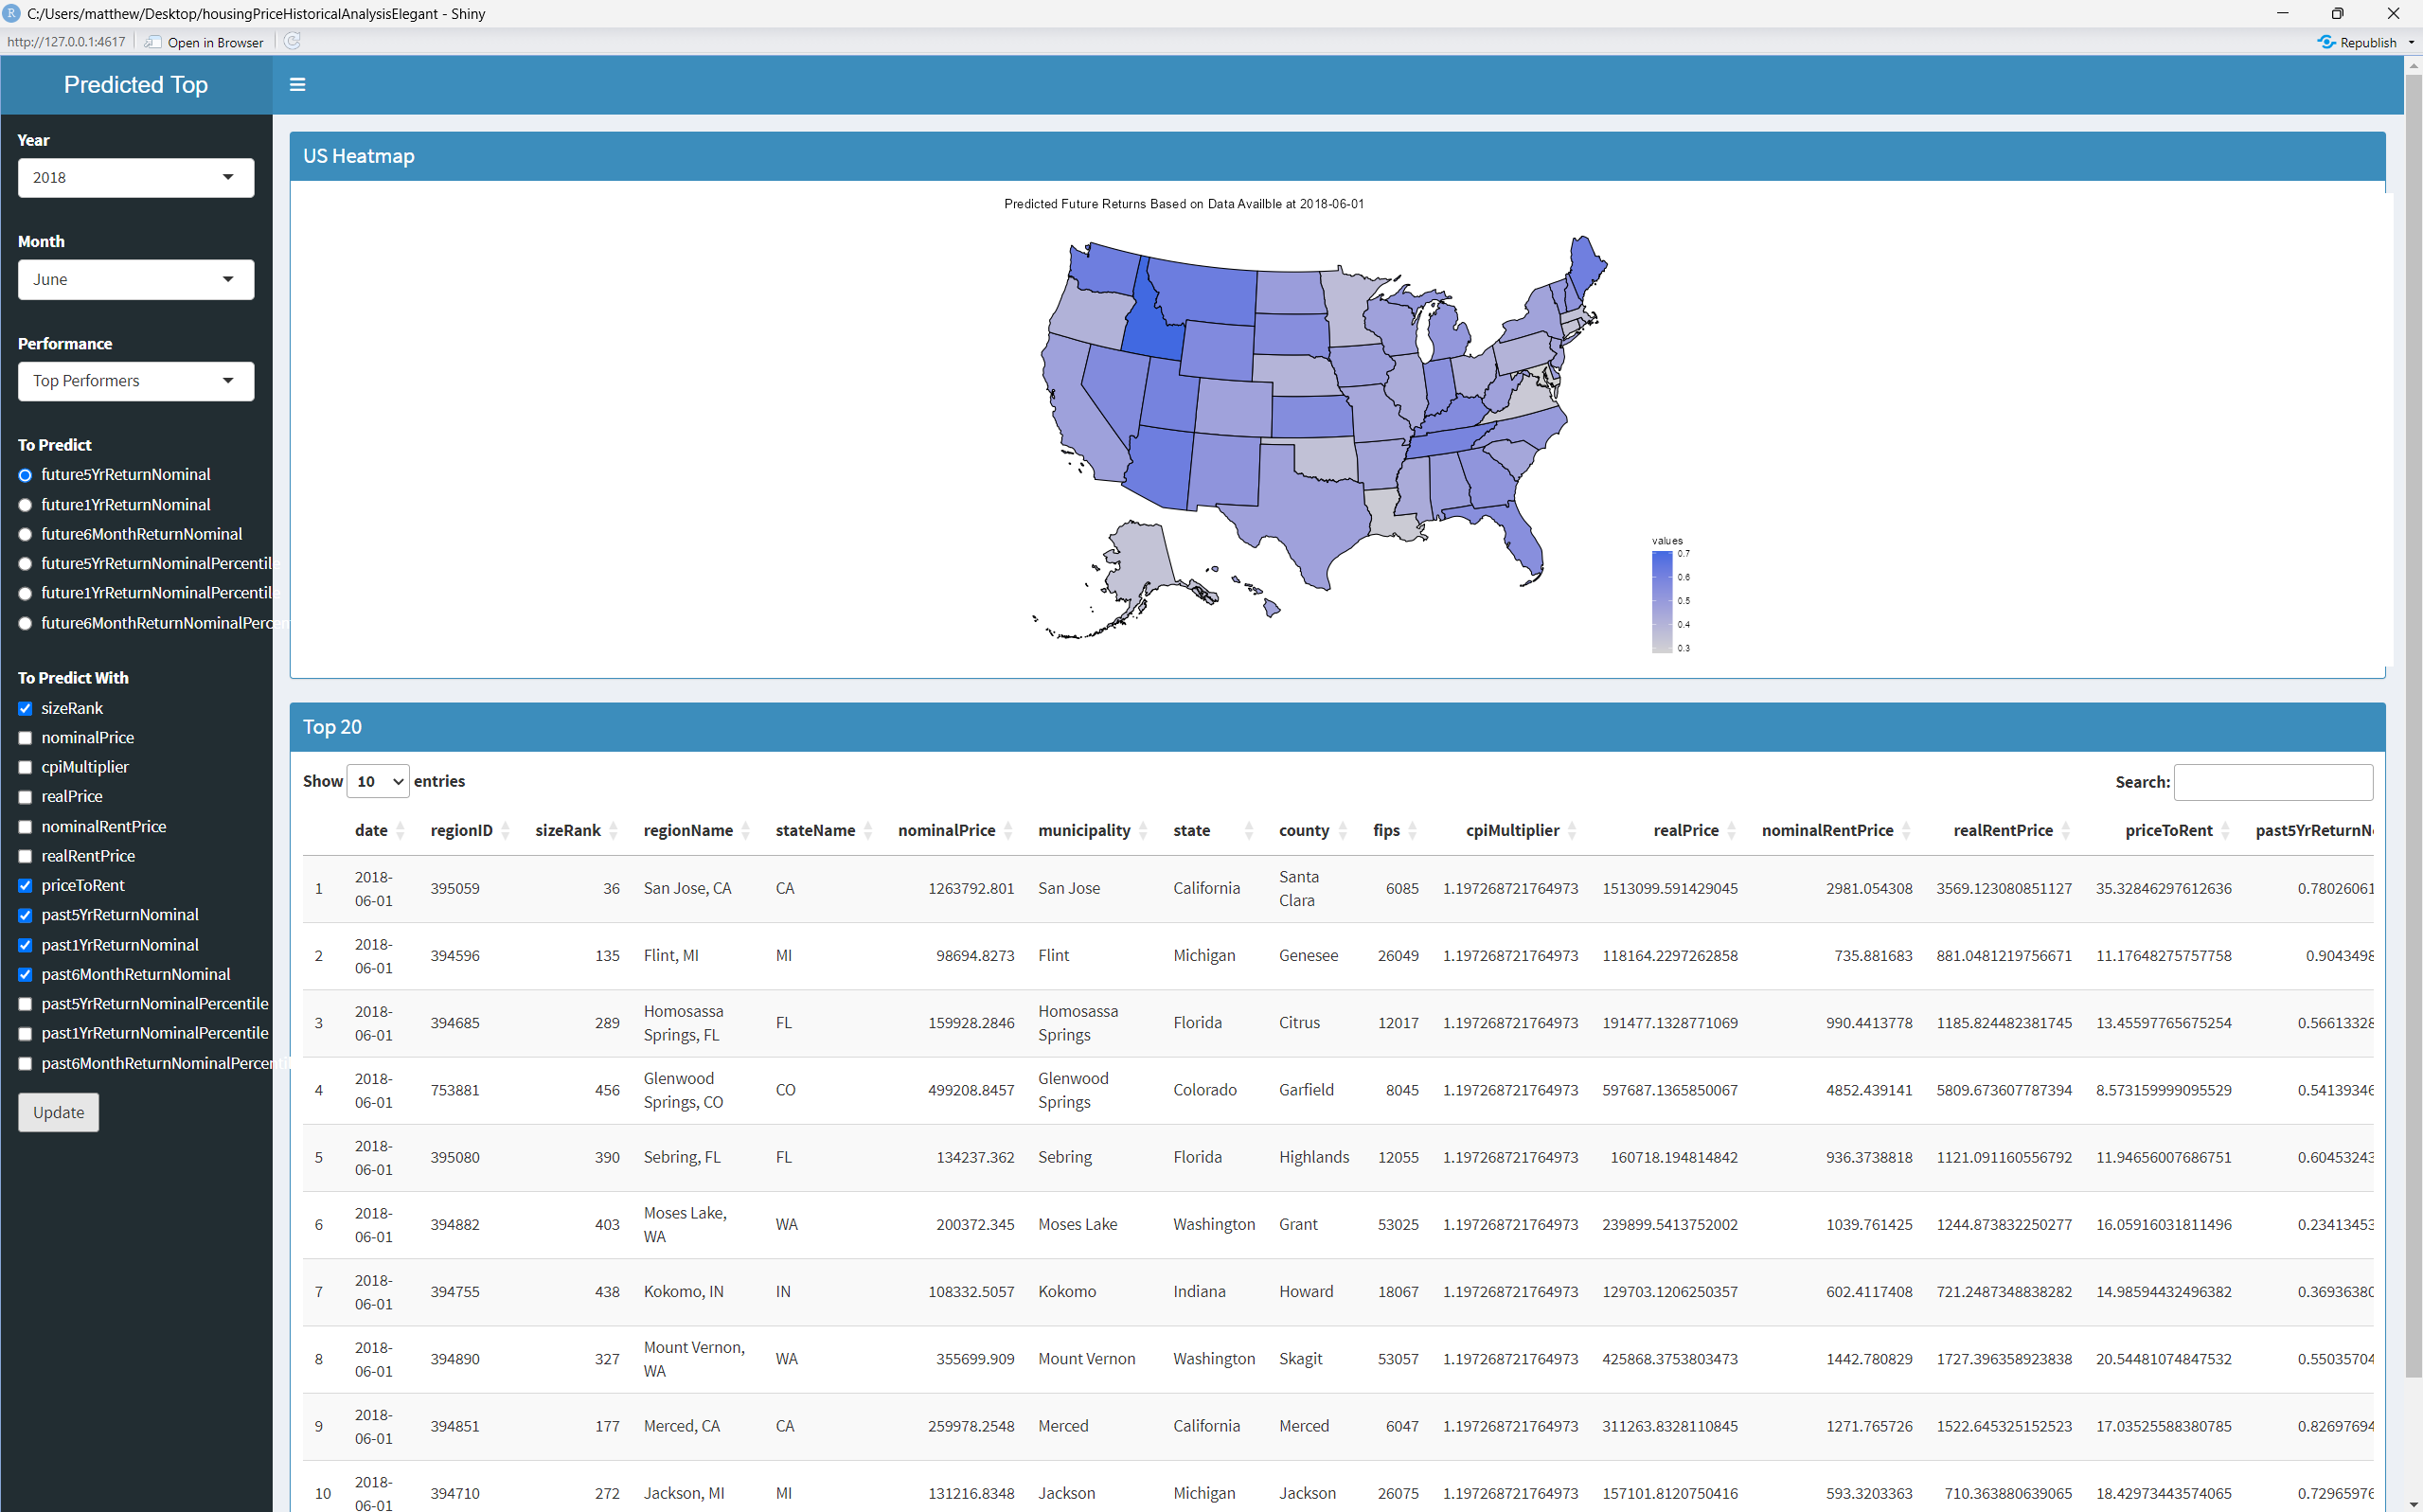 C:/Users/matthew/Desktop/housingPriceHistoricalAnalysisElegant - Shiny
http://127.0.0.1:4617 Open in Browser Republish
Predicted Top
Year
2018
Month
June
Performance
Top Performers
To Predict
future5YrReturnNominal
future1YrReturnNominal
future6MonthReturnNominal
future5YrReturnNominalPercentil
future1YrReturnNominalPercentil
future6MonthReturnNominalPercen
To Predict With
sizeRank
nominalPrice
cpiMultiplier
realPrice
nominalRentPrice
realRentPrice
priceToRent
past5YrReturnNominal
past1YrReturnNominal
past6MonthReturnNominal
past5YrReturnNominalPercentile
past1YrReturnNominalPercentile
past6MonthReturnNominalPercenti
Update
US Heatmap
Predicted Future Returns Based on Data Availble at 2018-06-01
values
0.7
0.6
0.5
0.4
0.3
Top 20
Show 10 entries Search:
date regionID sizeRank regionName stateName nominalPrice municipality state county fips cpiMultiplier realPrice nominalRentPrice realRentPrice priceToRent past5YrReturnN
1 2018-06-01 395059 36 San Jose, CA CA 1263792.801 San Jose California Santa Clara 6085 1.197268721764973 1513099.591429045 2981.054308 3569.123080851127 35.32846297612636 0.78026061
2 2018-06-01 394596 135 Flint, MI MI 98694.8273 Flint Michigan Genesee 26049 1.197268721764973 118164.2297262858 735.881683 881.0481219756671 11.17648275757758 0.9043498
3 2018-06-01 394685 289 Homosassa Springs, FL FL 159928.2846 Homosassa Springs Florida Citrus 12017 1.197268721764973 191477.1328771069 990.4413778 1185.824482381745 13.45597765675254 0.56613328
4 2018-06-01 753881 456 Glenwood Springs, CO CO 499208.8457 Glenwood Springs Colorado Garfield 8045 1.197268721764973 597687.1365850067 4852.439141 5809.673607787394 8.573159999095529 0.54139346
5 2018-06-01 395080 390 Sebring, FL FL 134237.362 Sebring Florida Highlands 12055 1.197268721764973 160718.194814842 936.3738818 1121.091160556792 11.94656007686751 0.60453243
6 2018-06-01 394882 403 Moses Lake, WA WA 200372.345 Moses Lake Washington Grant 53025 1.197268721764973 239899.5413752002 1039.761425 1244.873832250277 16.05916031811496 0.23413453
7 2018-06-01 394755 438 Kokomo, IN IN 108332.5057 Kokomo Indiana Howard 18067 1.197268721764973 129703.1206250357 602.4117408 721.2487348838282 14.98594432496382 0.36936380
8 2018-06-01 394890 327 Mount Vernon, WA WA 355699.909 Mount Vernon Washington Skagit 53057 1.197268721764973 425868.3753803473 1442.780829 1727.396358923838 20.54481074847532 0.55035704
9 2018-06-01 394851 177 Merced, CA CA 259978.2548 Merced California Merced 6047 1.197268721764973 311263.8328110845 1271.765726 1522.645325152523 17.03525588380785 0.82697694
10 2018-06-01 394710 272 Jackson, MI MI 131216.8348 Jackson Michigan Jackson 26075 1.197268721764973 157101.8120750416 593.3203363 710.363880639065 18.42973443574065 0.72965976